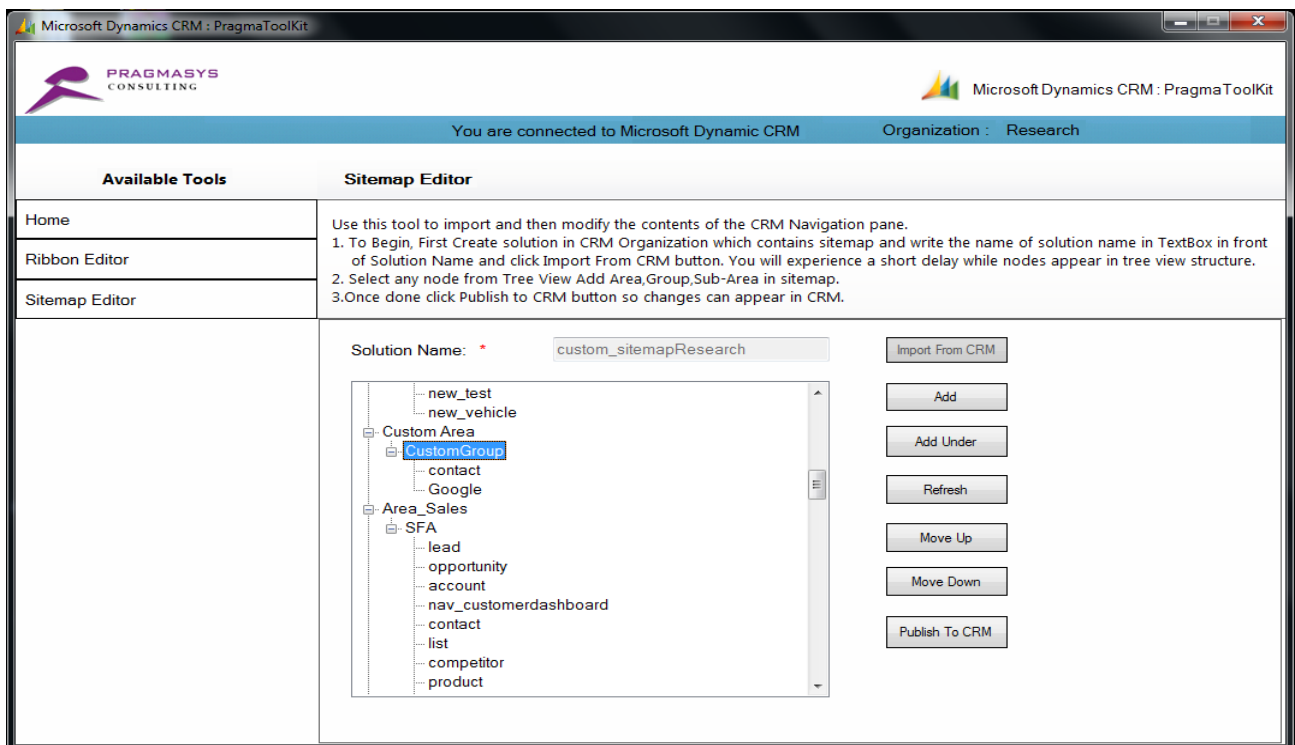 Microsoft Dynamics CRM : PragmaToolKit
PRAGMASYS
CONSULTING
Microsoft Dynamics CRM : PragmaToolKit
You are connected to Microsoft Dynamic CRM Organization : Research
Available Tools
Sitemap Editor
Home
Ribbon Editor
Sitemap Editor
Use this tool to import and then modify the contents of the CRM Navigation pane.
1. To Begin, First Create solution in CRM Organization which contains sitemap and write the name of solution name in TextBox in front
of Solution Name and click Import From CRM button. You will experience a short delay while nodes appear in tree view structure.
2. Select any node from Tree View Add Area,Group,Sub-Area in sitemap.
3.Once done click Publish to CRM button so changes can appear in CRM.
Solution Name: * custom_sitemapResearch
Import From CRM
new_test
new_vehicle
Custom Area
CustomGroup
contact
Google
Area_Sales
SFA
lead
opportunity
account
nav_customerdashboard
contact
list
competitor
product
Add
Add Under
Refresh
Move Up
Move Down
Publish To CRM